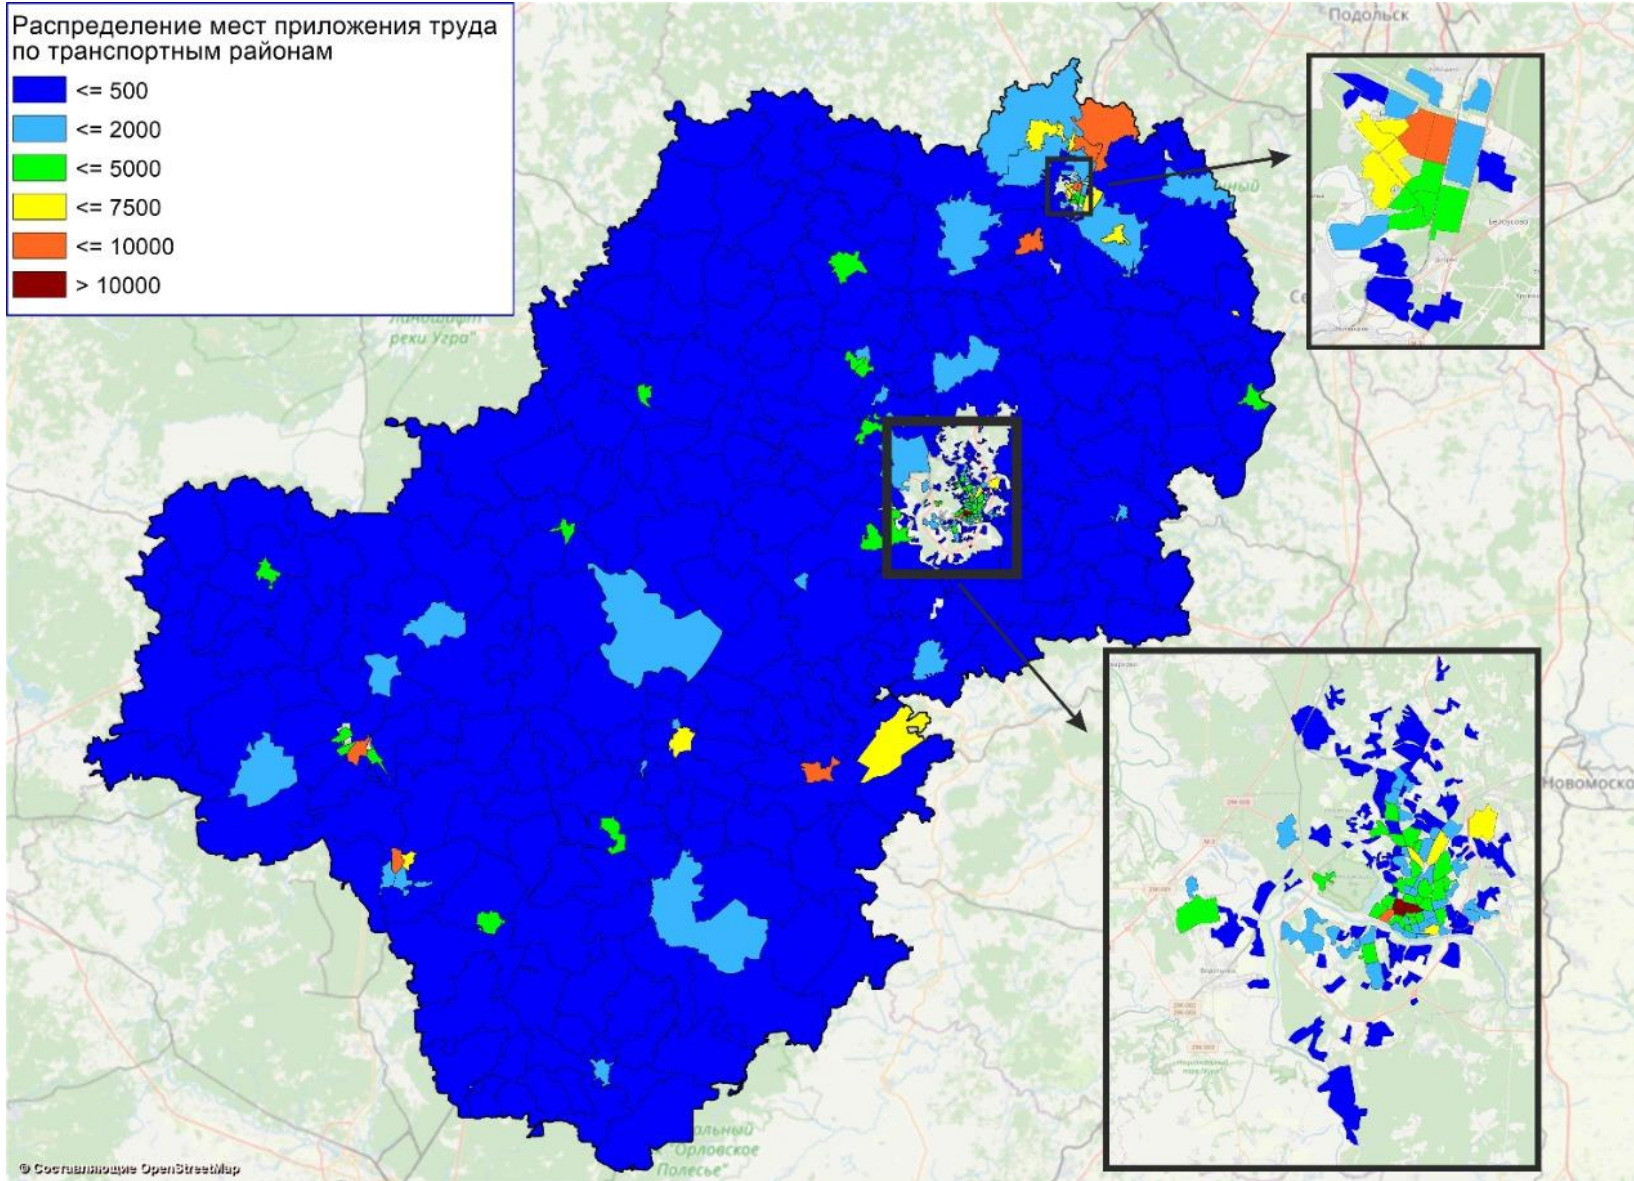 Распределение мест приложения труда
по транспортным районам
<= 500
<= 2000
<= 5000
<= 7500
<= 10000
> 10000
Подольск
ландшафт
реки Угра"
Белоусово
Новомоско
"Орловское
Полесье"
© Составляющие OpenStreetMap